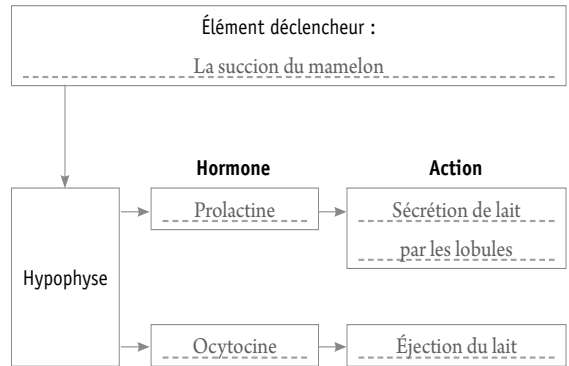 Élément déclencheur :
La succion du mamelon
Hormone
Action
Prolactine
Sécrétion de lait
par les lobules
Hypophyse
Ocytocine
Éjection du lait